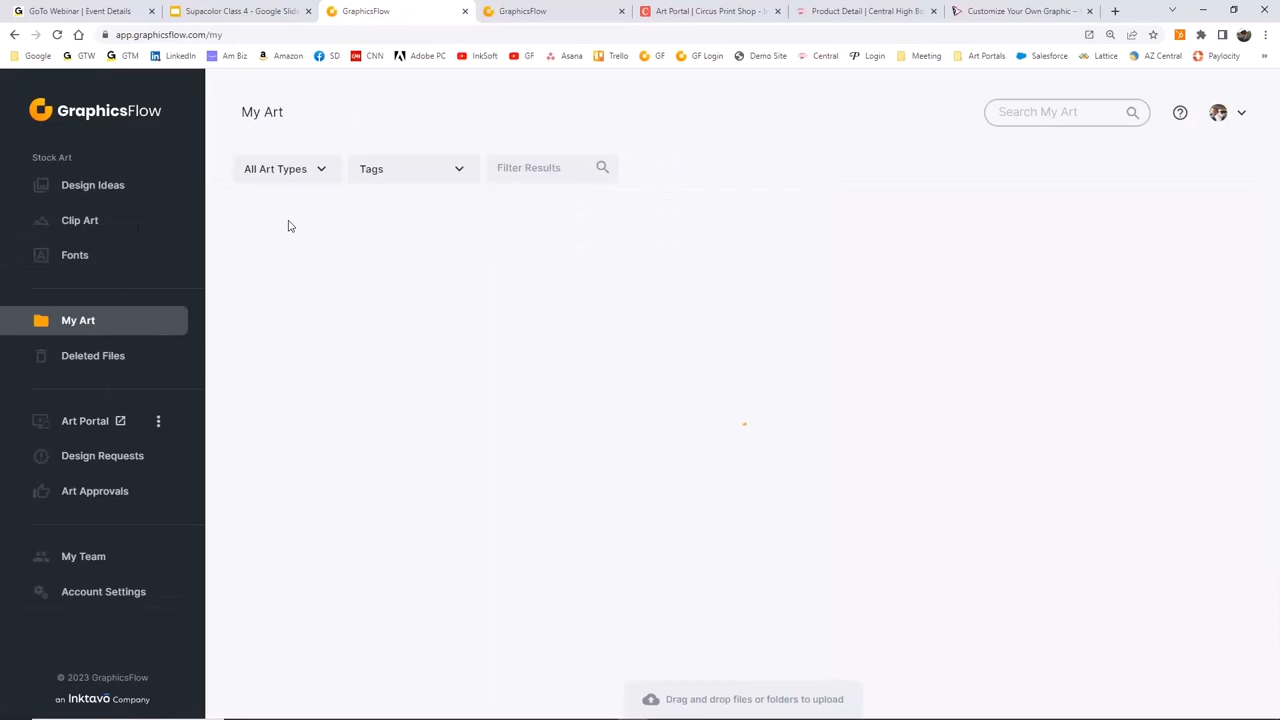 GoTo Webinar | Event Details
Supacolor Class 4 - Google Slid
GraphicsFlow
GraphicsFlow
Art Portal | Circus Print Shop - In
Product Detail | Central High Bo
Customize Your Own Graphic -
app.graphicsflow.com/my
Google
GTW
GTM
LinkedIn
Am Biz
Amazon
SD
CNN
Adobe PC
InkSoft
GF
Asana
Trello
GF
GF Login
Demo Site
Central
Login
Meeting
Art Portals
Salesforce
Lattice
AZ Central
Paylocity
GraphicsFlow
My Art
Search My Art
Stock Art
All Art Types
Tags
Filter Results
Design Ideas
Clip Art
Fonts
My Art
Deleted Files
Art Portal
Design Requests
Art Approvals
My Team
Account Settings
© 2023 GraphicsFlow
an Inktavo Company
Drag and drop files or folders to upload